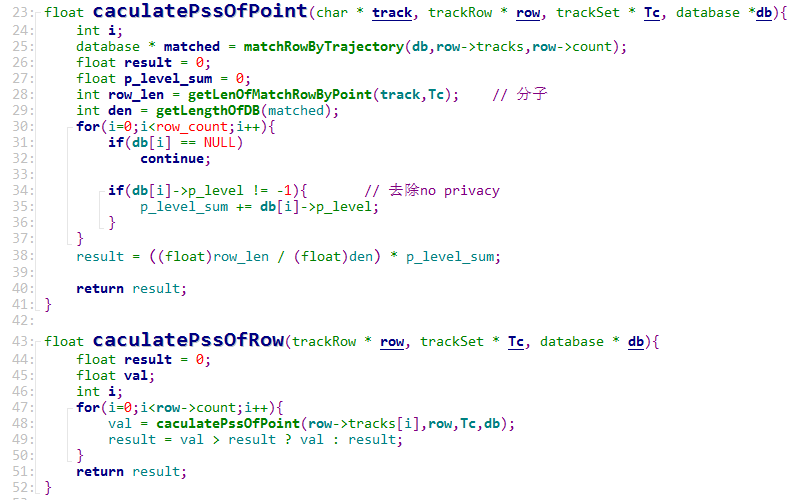 23: float caculatePssOfPoint(char * track, trackRow * row, trackSet * Tc, database *db){
24:     int i;
25:     database * matched = matchRowByTrajectory(db,row->tracks,row->count);
26:     float result = 0;
27:     float p_level_sum = 0;
28:     int row_len = getLenOfMatchRowByPoint(track,Tc);    // 分子
29:     int den = getLengthOfDB(matched);
30:     for(i=0;i<row_count;i++){
31:         if(db[i] == NULL)
32:             continue;
33:
34:         if(db[i]->p_level != -1){       // 去除no privacy
35:             p_level_sum += db[i]->p_level;
36:         }
37:     }
38:     result = ((float)row_len / (float)den) * p_level_sum;
39:
40:     return result;
41: }
42:
43: float caculatePssOfRow(trackRow * row, trackSet * Tc, database * db){
44:     float result = 0;
45:     float val;
46:     int i;
47:     for(i=0;i<row->count;i++){
48:         val = caculatePssOfPoint(row->tracks[i],row,Tc,db);
49:         result = val > result ? val : result;
50:     }
51:     return result;
52: }